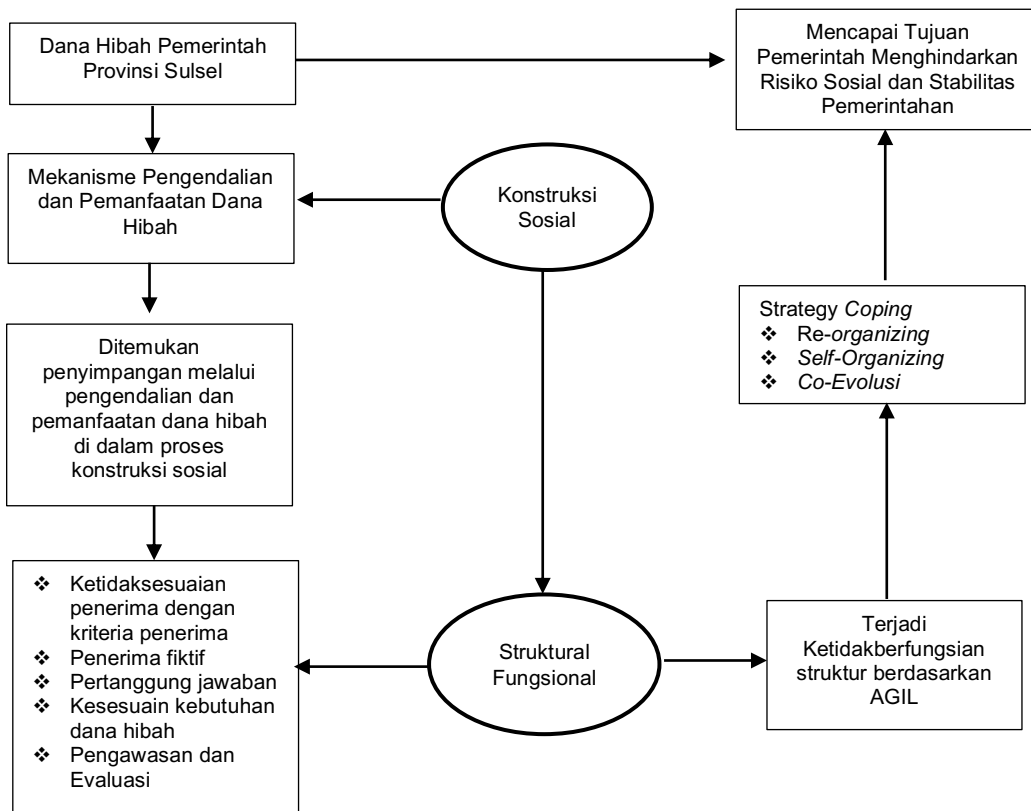 Dana Hibah Pemerintah
Provinsi Sulsel
Mencapai Tujuan
Pemerintah Menghindarkan
Risiko Sosial dan Stabilitas
Pemerintahan
Mekanisme Pengendalian
dan Pemanfaatan Dana
Hibah
Konstruksi
Sosial
Strategy Coping
❖ Re-organizing
❖ Self-Organizing
❖ Co-Evolusi
Ditemukan
penyimpangan melalui
pengendalian dan
pemanfaatan dana hibah
di dalam proses
konstruksi sosial
❖ Ketidaksesuaian
penerima dengan
kriteria penerima
❖ Penerima fiktif
❖ Pertanggung jawaban
❖ Kesesuain kebutuhan
dana hibah
❖ Pengawasan dan
Evaluasi
Struktural
Fungsional
Terjadi
Ketidakberfungsian
struktur berdasarkan
AGIL